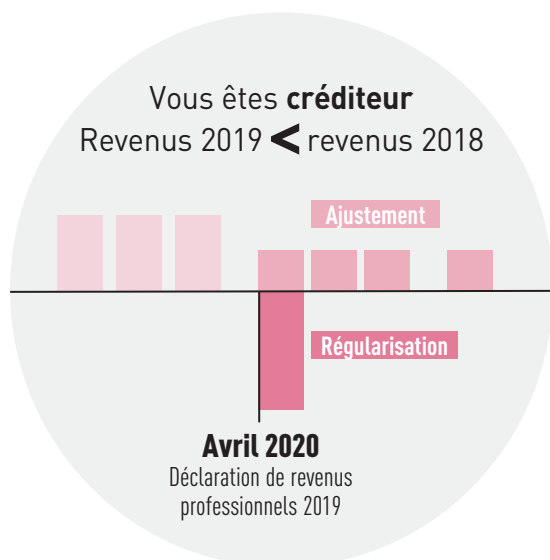 Vous êtes créditeur
Revenus 2019 < revenus 2018
Ajustement
Régularisation
Avril 2020
Déclaration de revenus
professionnels 2019